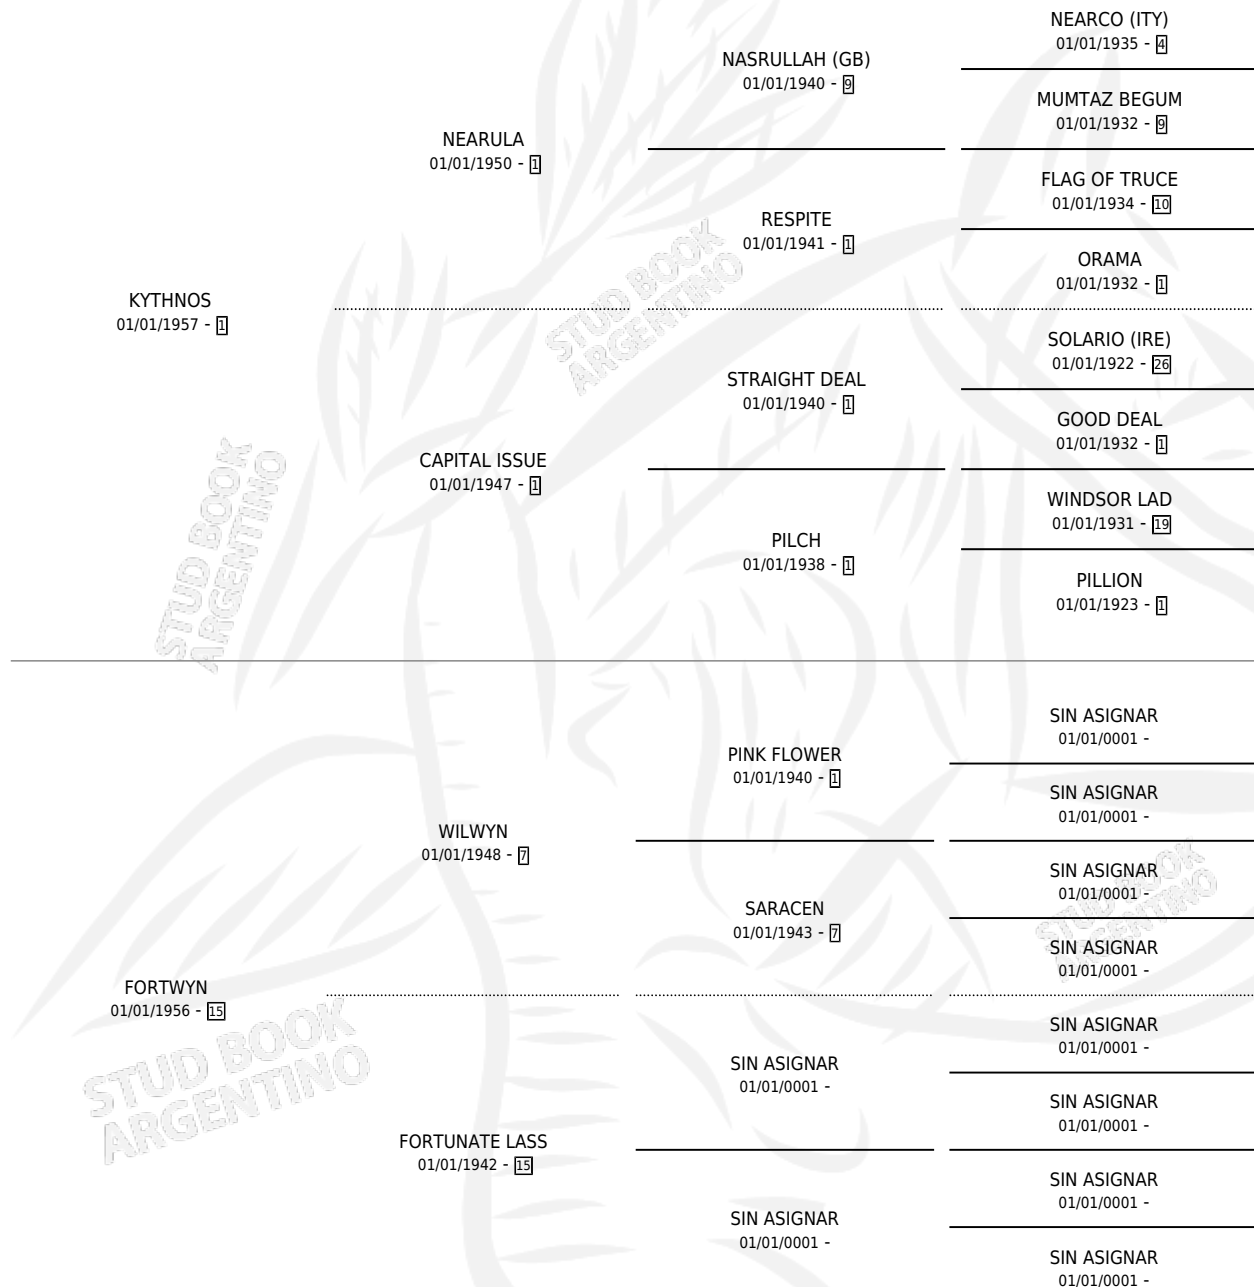 NEARCO (ITY)
01/01/1935 - 4
NASRULLAH (GB)
01/01/1940 - 9
MUMTAZ BEGUM
01/01/1932 - 9
NEARULA
01/01/1950 - 1
FLAG OF TRUCE
01/01/1934 - 10
RESPITE
01/01/1941 - 1
ORAMA
01/01/1932 - 1
KYTHNOS
01/01/1957 - 1
SOLARIO (IRE)
01/01/1922 - 26
STRAIGHT DEAL
01/01/1940 - 1
GOOD DEAL
01/01/1932 - 1
CAPITAL ISSUE
01/01/1947 - 1
WINDSOR LAD
01/01/1931 - 19
PILCH
01/01/1938 - 1
PILLION
01/01/1923 - 1
STUD BOOK
ARGENTINO
STUD BOOK
ARGENTINO
SIN ASIGNAR
01/01/0001 -
PINK FLOWER
01/01/1940 - 1
SIN ASIGNAR
01/01/0001 -
WILWYN
01/01/1948 - 7
SIN ASIGNAR
01/01/0001 -
SARACEN
01/01/1943 - 7
SIN ASIGNAR
01/01/0001 -
FORTWYN
01/01/1956 - 15
SIN ASIGNAR
01/01/0001 -
SIN ASIGNAR
01/01/0001 -
SIN ASIGNAR
01/01/0001 -
FORTUNATE LASS
01/01/1942 - 15
SIN ASIGNAR
01/01/0001 -
SIN ASIGNAR
01/01/0001 -
SIN ASIGNAR
01/01/0001 -
STUD BOOK
ARGENTINO
STUD BOOK
ARGENTINO